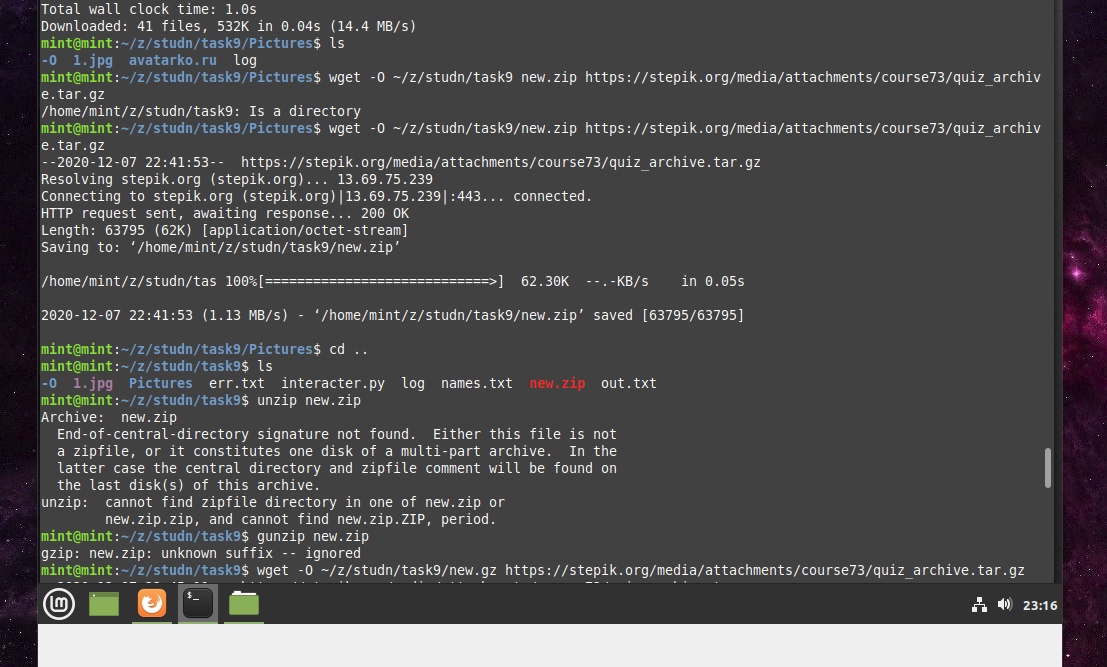 Total wall clock time: 1.0s
Downloaded: 41 files, 532K in 0.04s (14.4 MB/s)
mint@mint:~/z/studn/task9/Pictures$ ls
-O  1.jpg  avatarko.ru  log
mint@mint:~/z/studn/task9/Pictures$ wget -O ~/z/studn/task9 new.zip https://stepik.org/media/attachments/course73/quiz_archiv
e.tar.gz
/home/mint/z/studn/task9: Is a directory
mint@mint:~/z/studn/task9/Pictures$ wget -O ~/z/studn/task9/new.zip https://stepik.org/media/attachments/course73/quiz_archiv
e.tar.gz
--2020-12-07 22:41:53--  https://stepik.org/media/attachments/course73/quiz_archive.tar.gz
Resolving stepik.org (stepik.org)... 13.69.75.239
Connecting to stepik.org (stepik.org)|13.69.75.239|:443... connected.
HTTP request sent, awaiting response... 200 OK
Length: 63795 (62K) [application/octet-stream]
Saving to: ‘/home/mint/z/studn/task9/new.zip’
/home/mint/z/studn/tas 100%[============================>]  62.30K  --.-KB/s    in 0.05s
2020-12-07 22:41:53 (1.13 MB/s) - ‘/home/mint/z/studn/task9/new.zip’ saved [63795/63795]
mint@mint:~/z/studn/task9/Pictures$ cd ..
mint@mint:~/z/studn/task9$ ls
-O  1.jpg  Pictures  err.txt  interacter.py  log  names.txt  new.zip  out.txt
mint@mint:~/z/studn/task9$ unzip new.zip
Archive:  new.zip
  End-of-central-directory signature not found.  Either this file is not
  a zipfile, or it constitutes one disk of a multi-part archive.  In the
  latter case the central directory and zipfile comment will be found on
  the last disk(s) of this archive.
unzip:  cannot find zipfile directory in one of new.zip or
        new.zip.zip, and cannot find new.zip.ZIP, period.
mint@mint:~/z/studn/task9$ gunzip new.zip
gzip: new.zip: unknown suffix -- ignored
mint@mint:~/z/studn/task9$ wget -O ~/z/studn/task9/new.gz https://stepik.org/media/attachments/course73/quiz_archive.tar.gz
$_
23:16